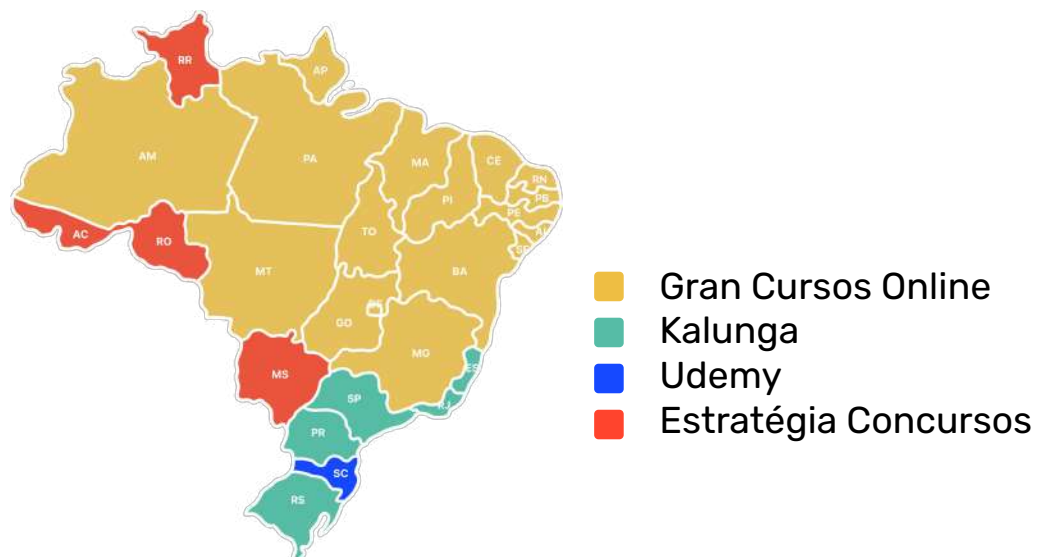 RR
AP
AM
PA
MA
CE
RN
PB
PI
PE
AL
AC
RO
TO
SE
MT
BA
DF
GO
MG
MS
ES
SP
RJ
PR
SC
RS
Gran Cursos Online
Kalunga
Udemy
Estratégia Concursos